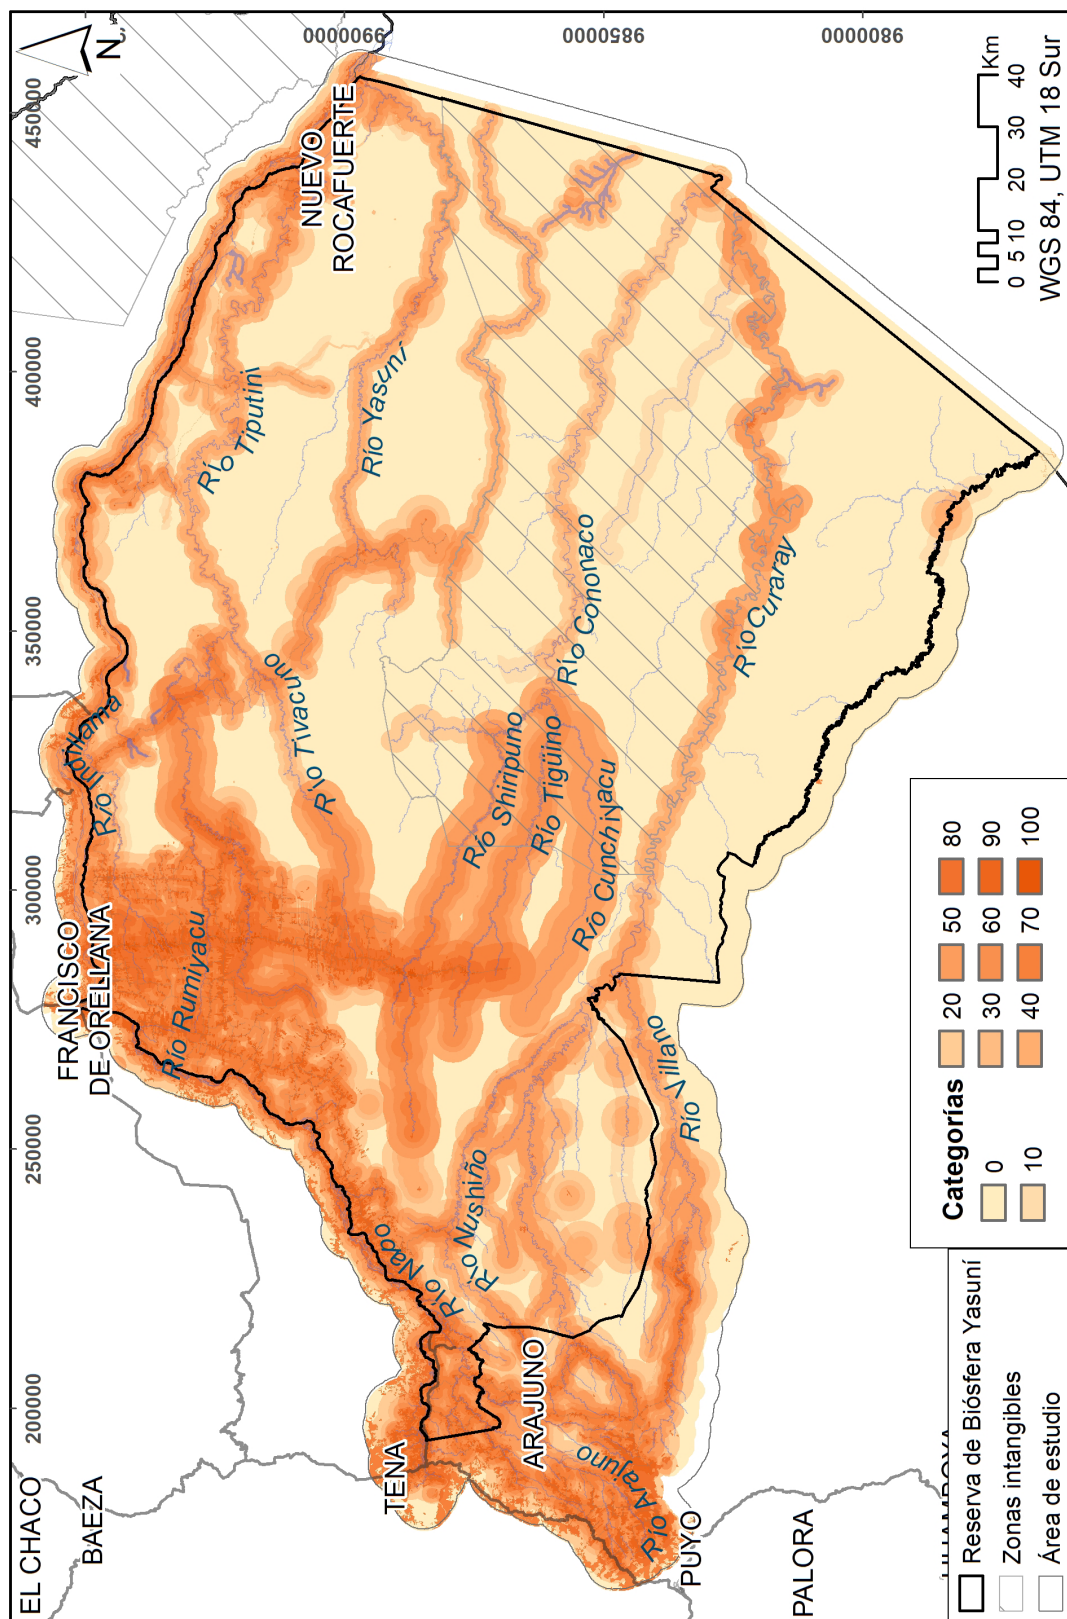 EL CHACO
BAEZA
TENA
ARAJUNO
PUYO
PALORA
FRANCISCO
DE ORELLANA
NUEVO
ROCAFUERTE
200000
250000
300000
350000
400000
450000
9900000
9850000
9800000
N
Río Indillama
Río Rumiyacu
Río Tiputini
Río Tivacuno
Río Yasuní
Río Napo
Río Nushiño
Río Shiripuno
Río Tigüino
Río Cononaco
Río Cunchiyacu
Río Curaray
Río Villano
Río Arajuno
Reserva de Biósfera Yasuní
Zonas intangibles
Área de estudio
Categorías
0
10
20
30
40
50
60
70
80
90
100
0 5 10 20 30 40
Km
WGS 84, UTM 18 Sur